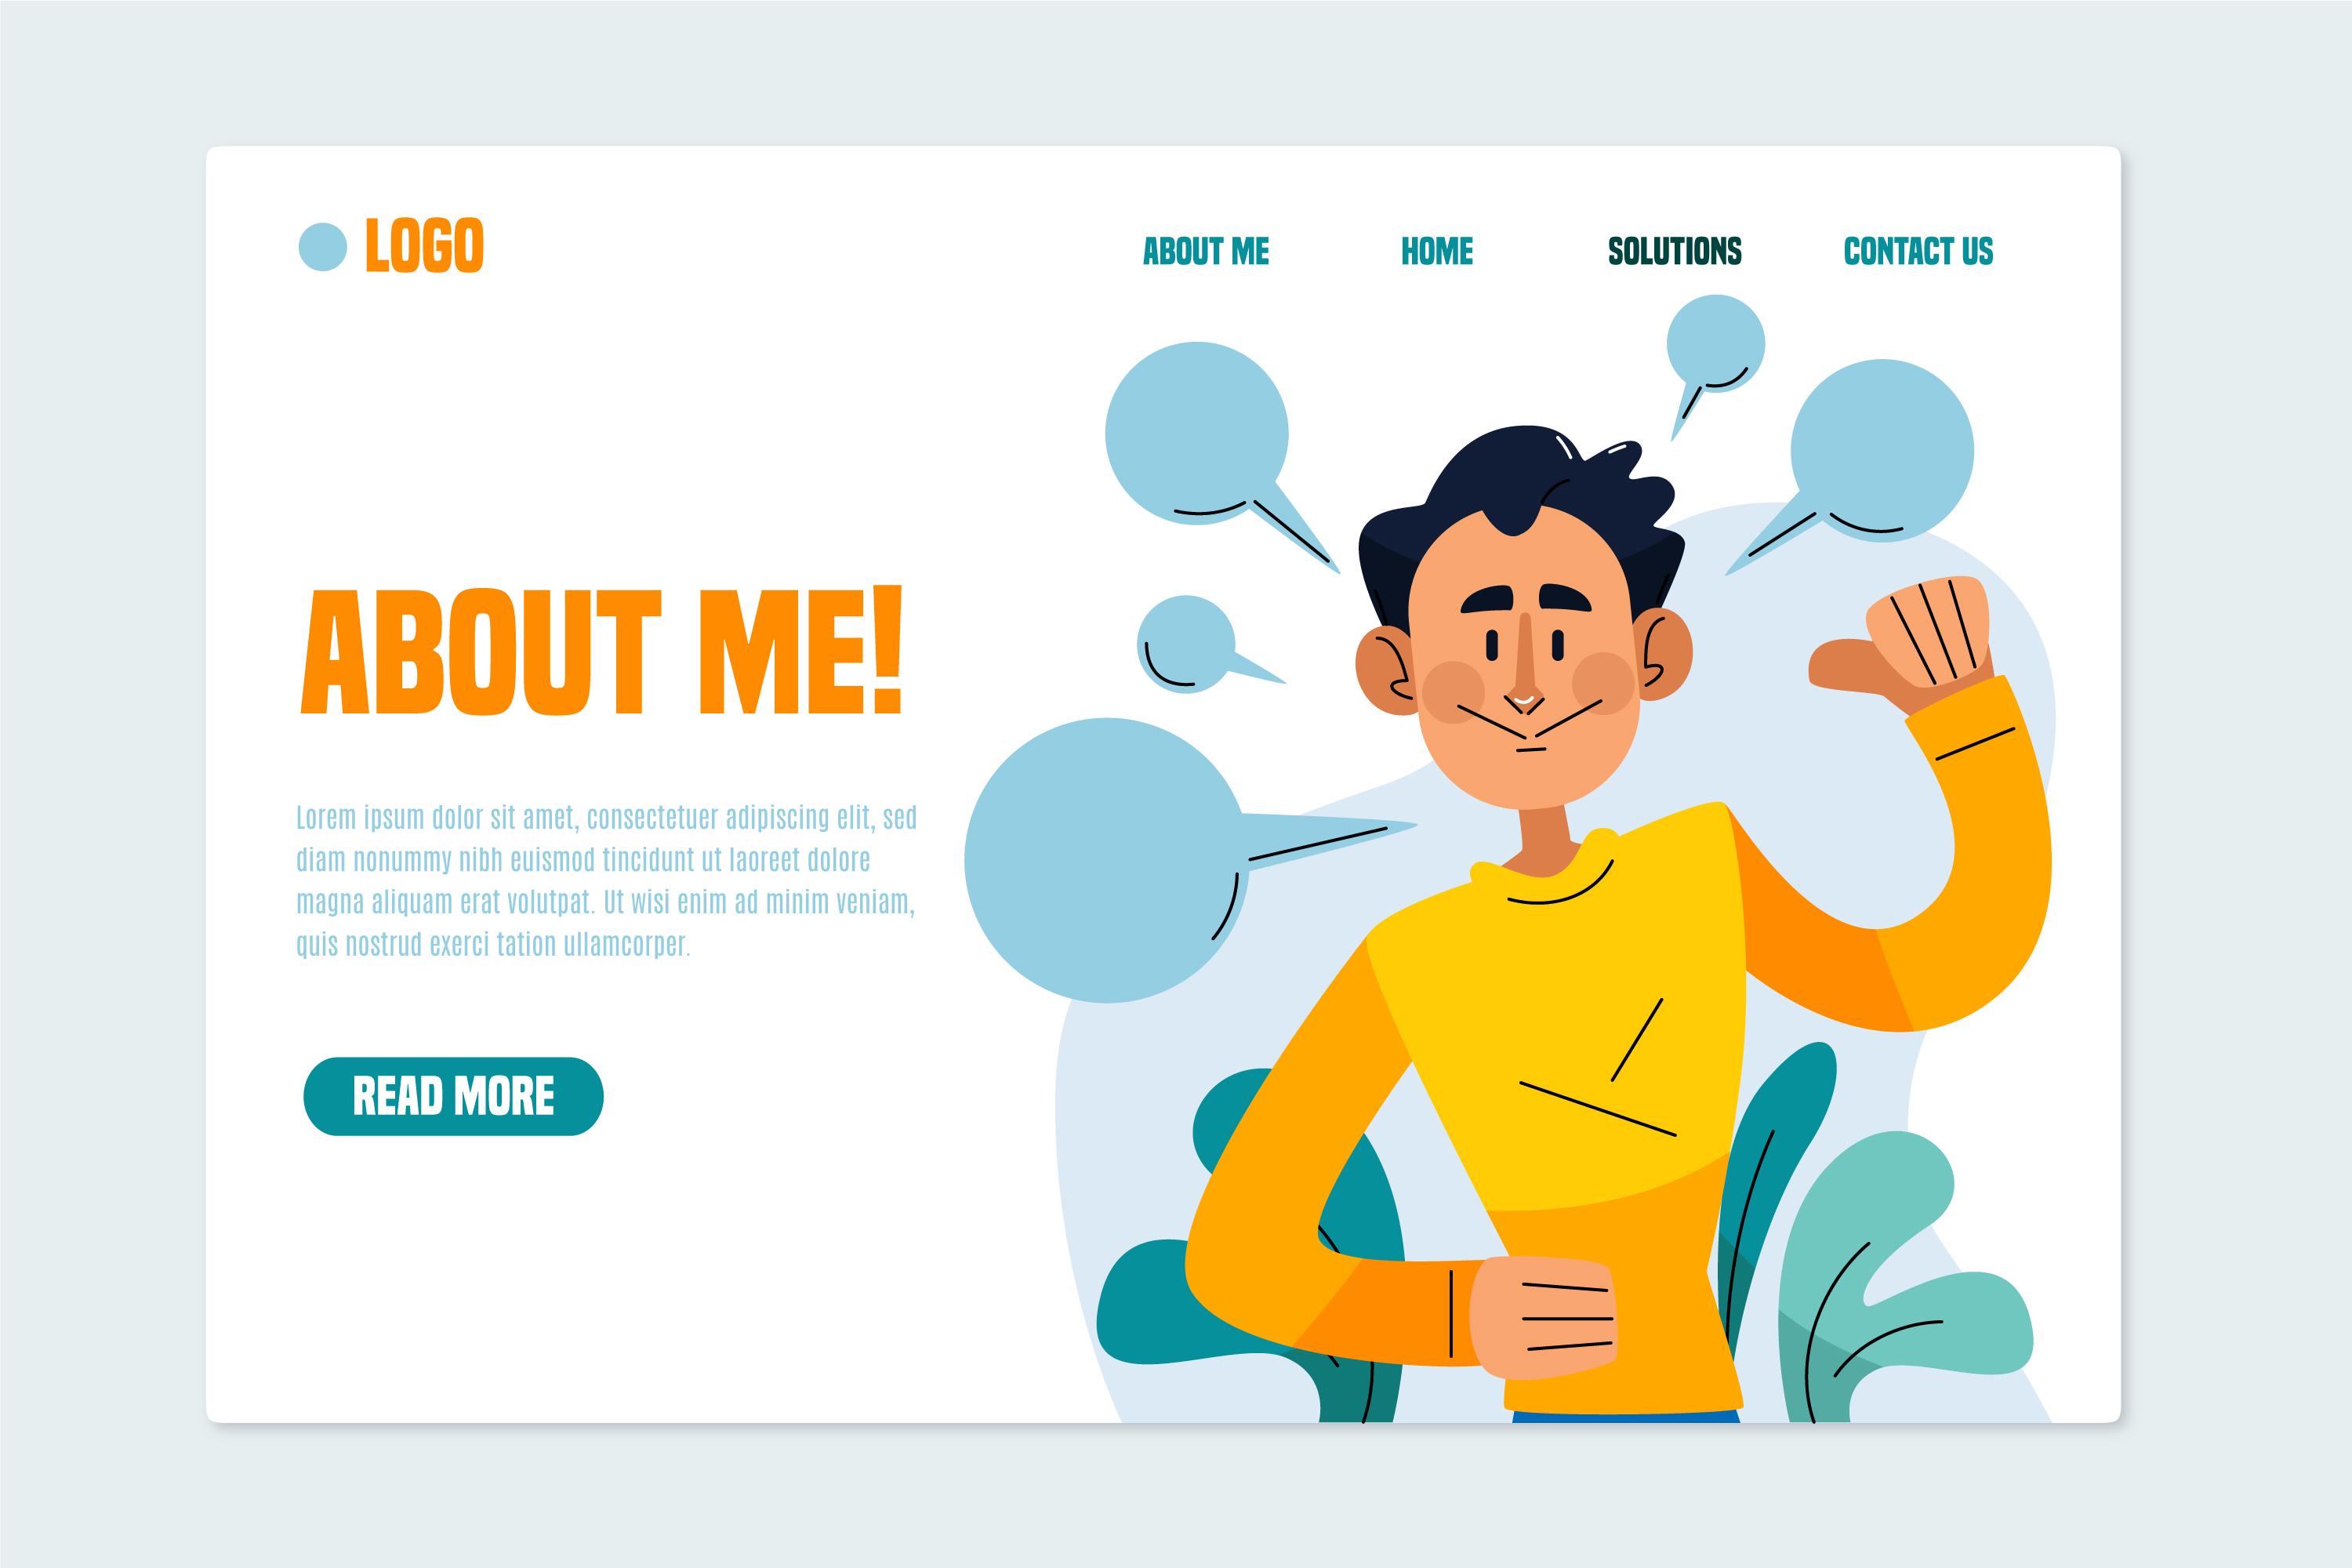 LOGO
ABOUT ME HOME SOLUTIONS CONTACT US
ABOUT ME!
Lorem ipsum dolor sit amet, consectetuer adipiscing elit, sed
diam nonummy nibh euismod tincidunt ut laoreet dolore
magna aliquam erat volutpat. Ut wisi enim ad minim veniam,
quis nostrud exerci tation ullamcorper.
READ MORE